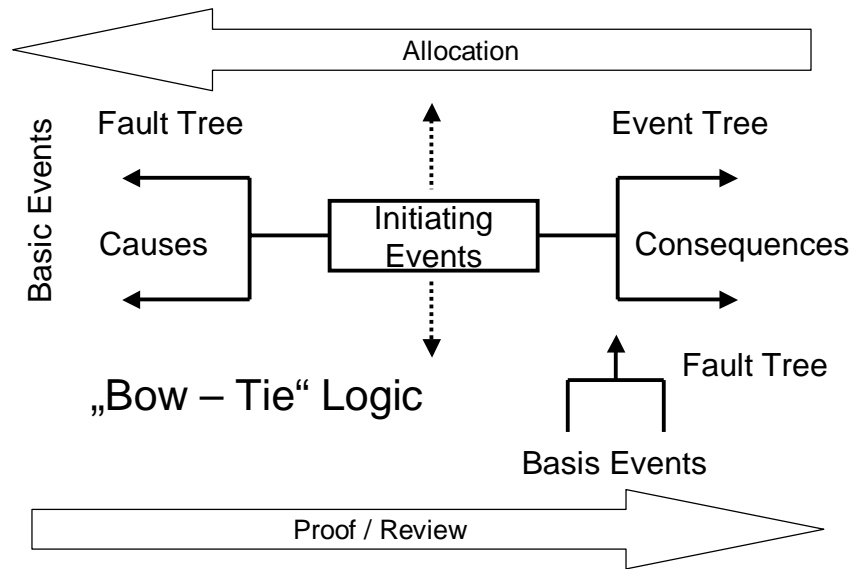 Allocation
Basic Events
Fault Tree
Event Tree
Initiating
Events
Causes
Consequences
Fault Tree
„Bow – Tie“ Logic
Basis Events
Proof / Review